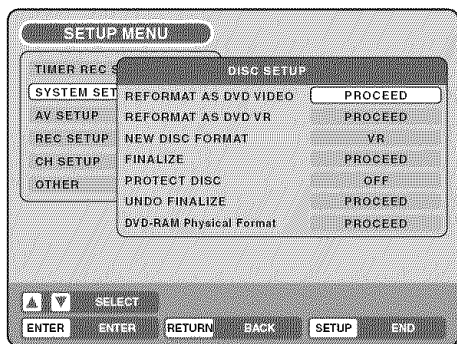 SETUP MENU
TIMER REC S
DISC SETUP
SYSTEM SET
REFORMAT AS DVD VIDEO PROCEED
AV SETUP
REFORMAT AS DVD VR PROCEED
REC SETUP
NEW DISC FORMAT VR
CH SETUP
FINALIZE PROCEED
OTHER
PROTECT DISC OFF
UNDO FINALIZE PROCEED
DVD-RAM Physical Format PROCEED
SELECT
ENTER ENTER RETURN BACK SETUP END